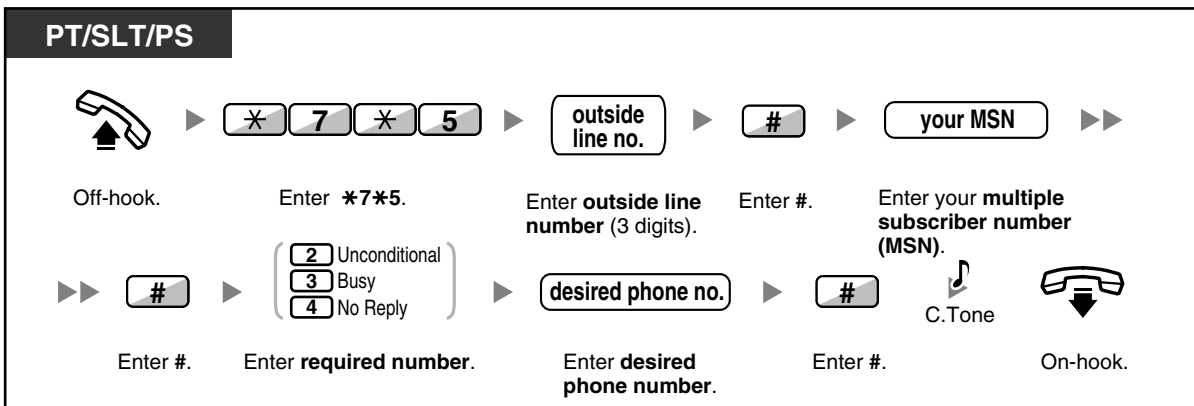 PT/SLT/PS
* 7 * 5
outside
line no.
#
your MSN
Off-hook.
Enter *7*5.
Enter outside line
number (3 digits).
Enter #.
Enter your multiple
subscriber number
(MSN).
#
2 Unconditional
3 Busy
4 No Reply
desired phone no.
#
C.Tone
Enter #.
Enter required number.
Enter desired
phone number.
Enter #.
On-hook.